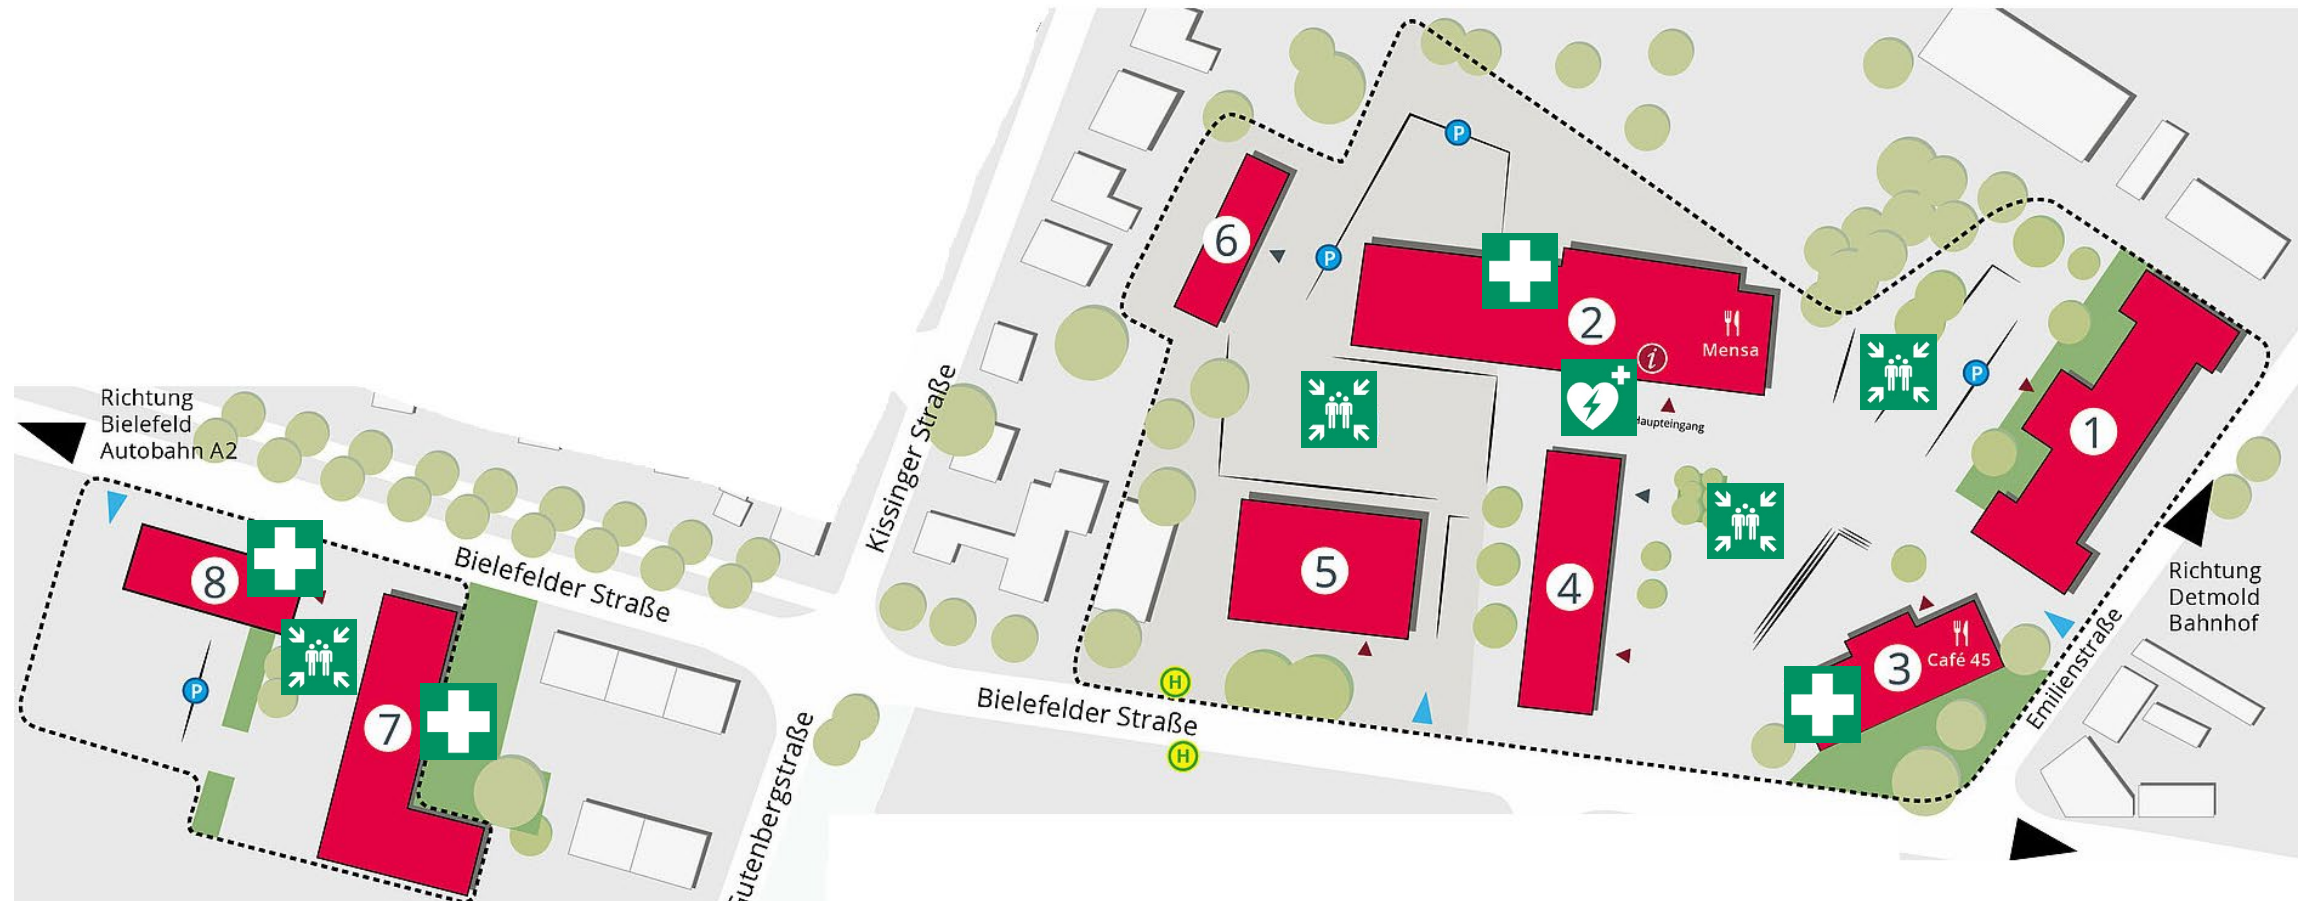 P
6
P
2
Mensa
i
Haupteingang
P
1
Richtung
Bielefeld
Autobahn A2
Kissinger Straße
8
Bielefelder Straße
5
4
Richtung
Detmold
Bahnhof
3
Café 45
Emilienstraße
P
7
H
Bielefelder Straße
H
Gutenbergstraße